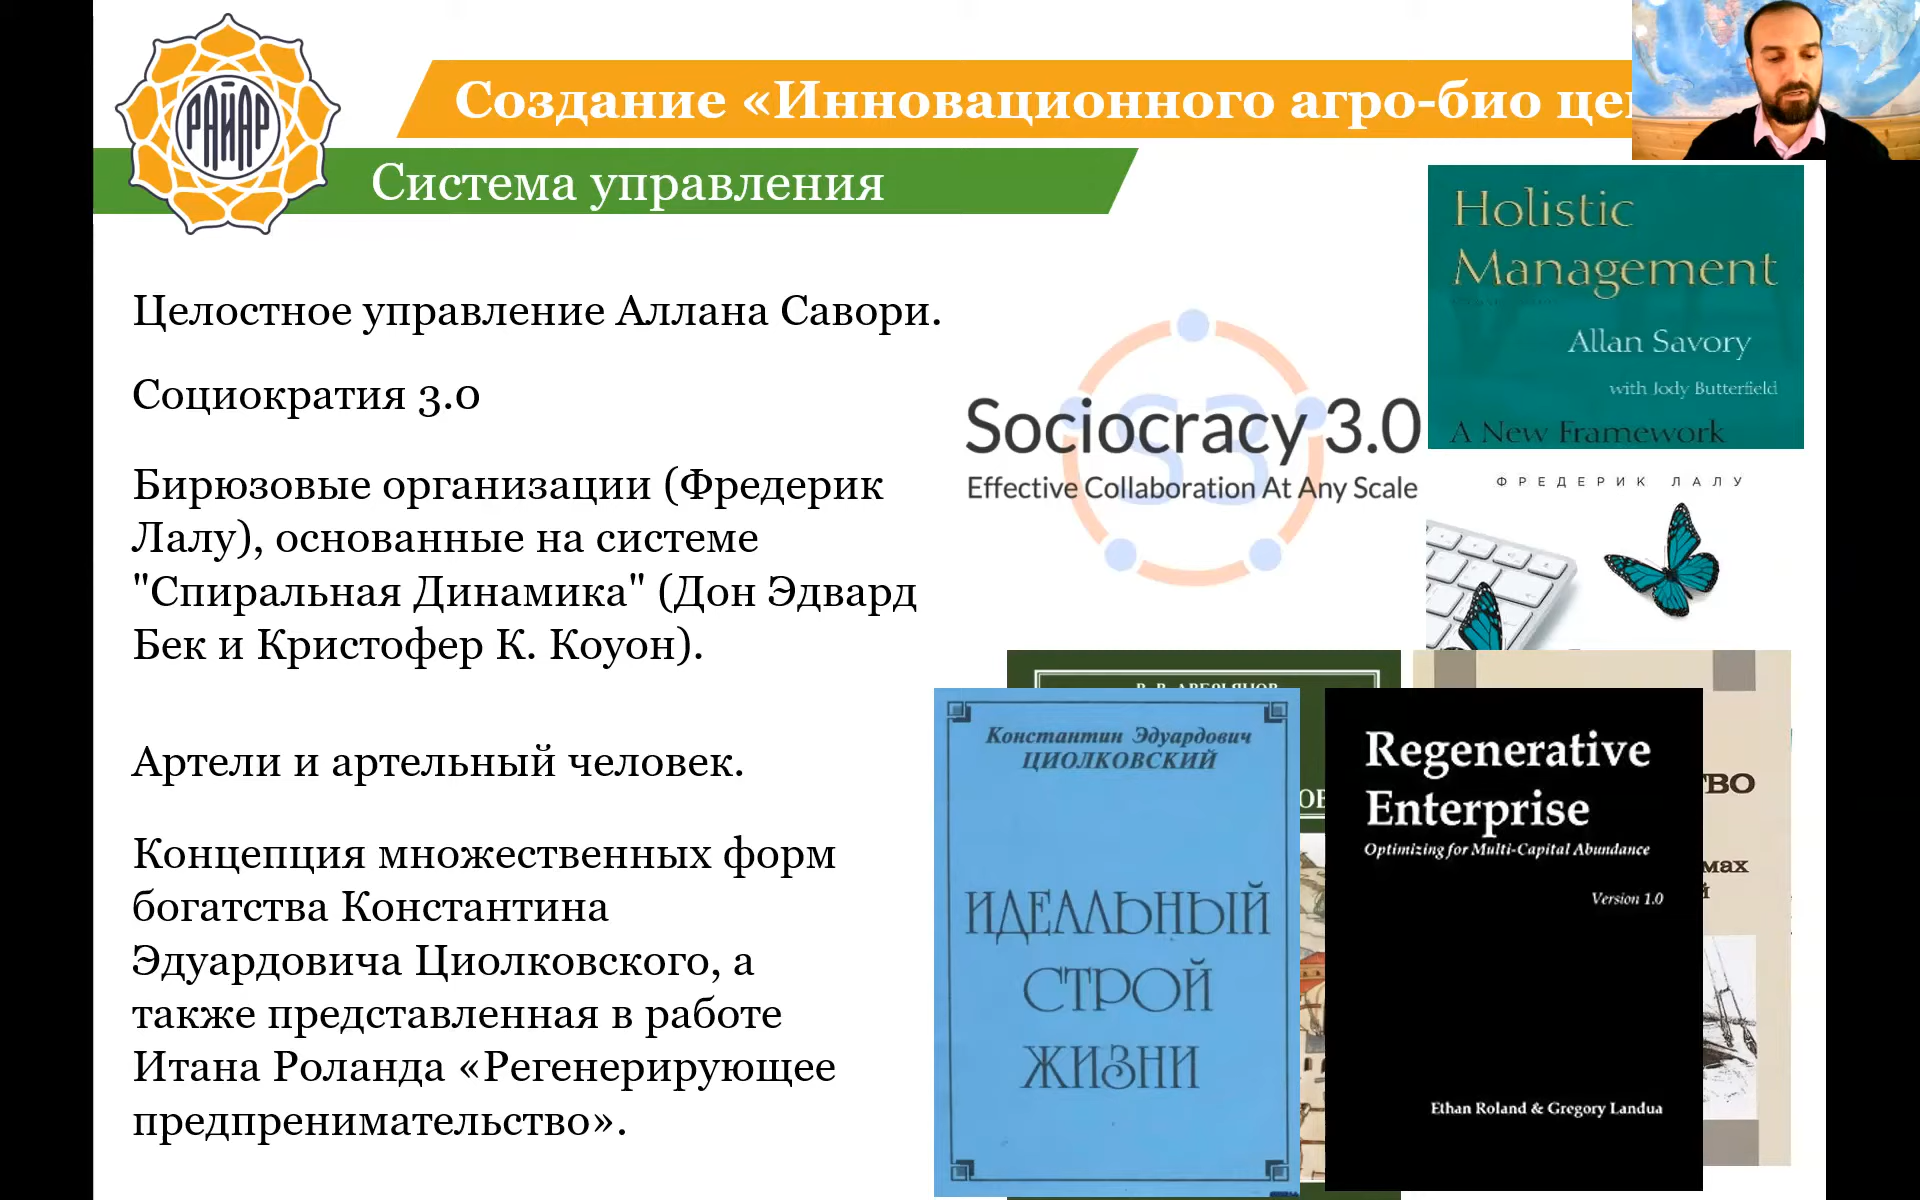 РАЙАР
Создание «Инновационного агро-био
Система управления
Целостное управление Аллана Савори.
Социократия 3.0
Бирюзовые организации (Фредерик
Лалу), основанные на системе
"Спиральная Динамика" (Дон Эдвард
Бек и Кристофер К. Коуон).
Артели и артельный человек.
Концепция множественных форм
богатства Константина
Эдуардовича Циолковского, а
также представленная в работе
Итана Роланда «Регенерирующее
предпренимательство».
S3
Sociocracy 3.0
Effective Collaboration At Any Scale
Holistic
Management
Allan Savory
with Jody Butterfield
A New Framework
ФРЕДЕРИК ЛАЛУ
Константин Эдуардович
ЦИОЛКОВСКИЙ
ИДЕАЛЬНЫЙ
СТРОЙ
ЖИЗНИ
Regenerative
Enterprise
Optimizing for Multi-Capital Abundance
Version 1.0
Ethan Roland & Gregory Landua